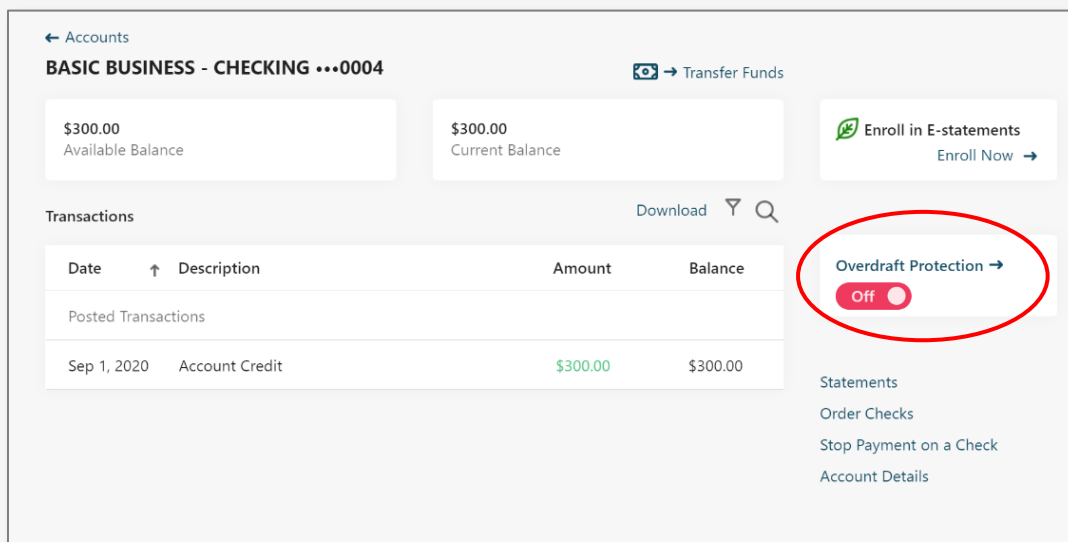 ← Accounts
BASIC BUSINESS - CHECKING •••0004
→ Transfer Funds
$300.00
Available Balance
$300.00
Current Balance
Enroll in E-statements
Enroll Now →
Transactions
Download
Date ↑ Description Amount Balance
Posted Transactions
Sep 1, 2020 Account Credit $300.00 $300.00
Overdraft Protection →
Off
Statements
Order Checks
Stop Payment on a Check
Account Details